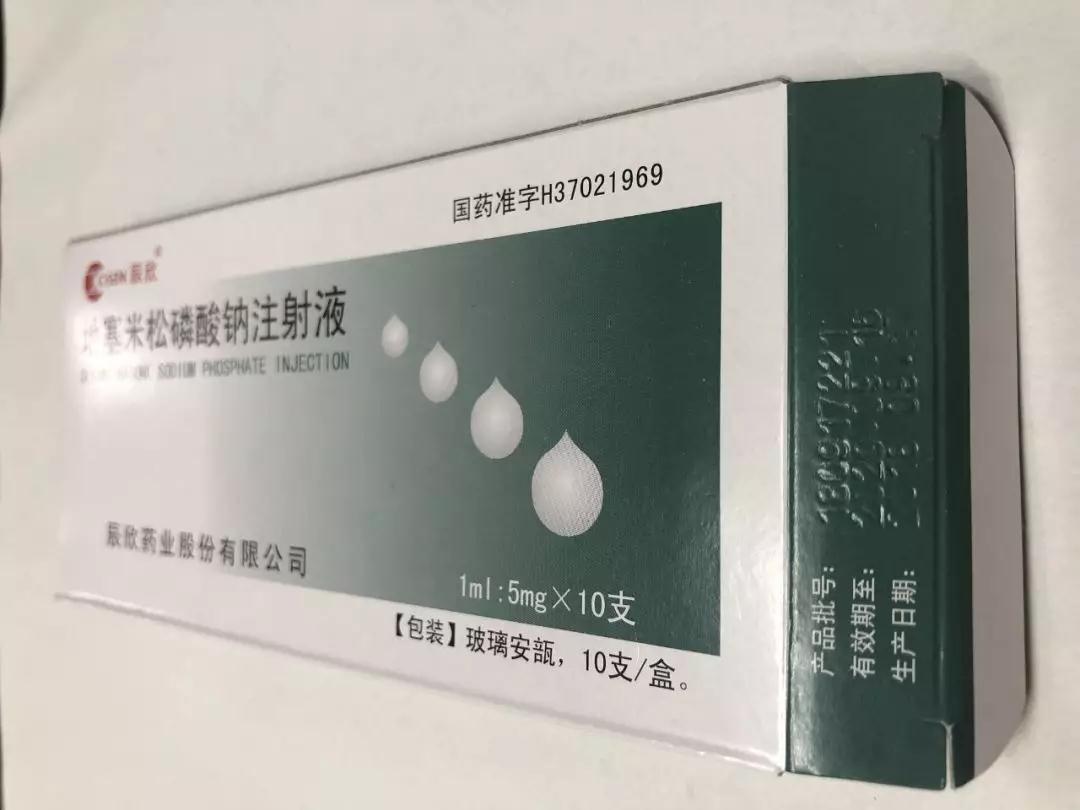 国药准字H37021969
CISEN 辰欣®
塞米松磷酸钠注射液
SODIUM PHOSPHATE INJECTION
辰欣药业股份有限公司
1ml:5mg×10支
【包装】玻璃安瓿，10支/盒。
产品批号:
有效期至:
生产日期: